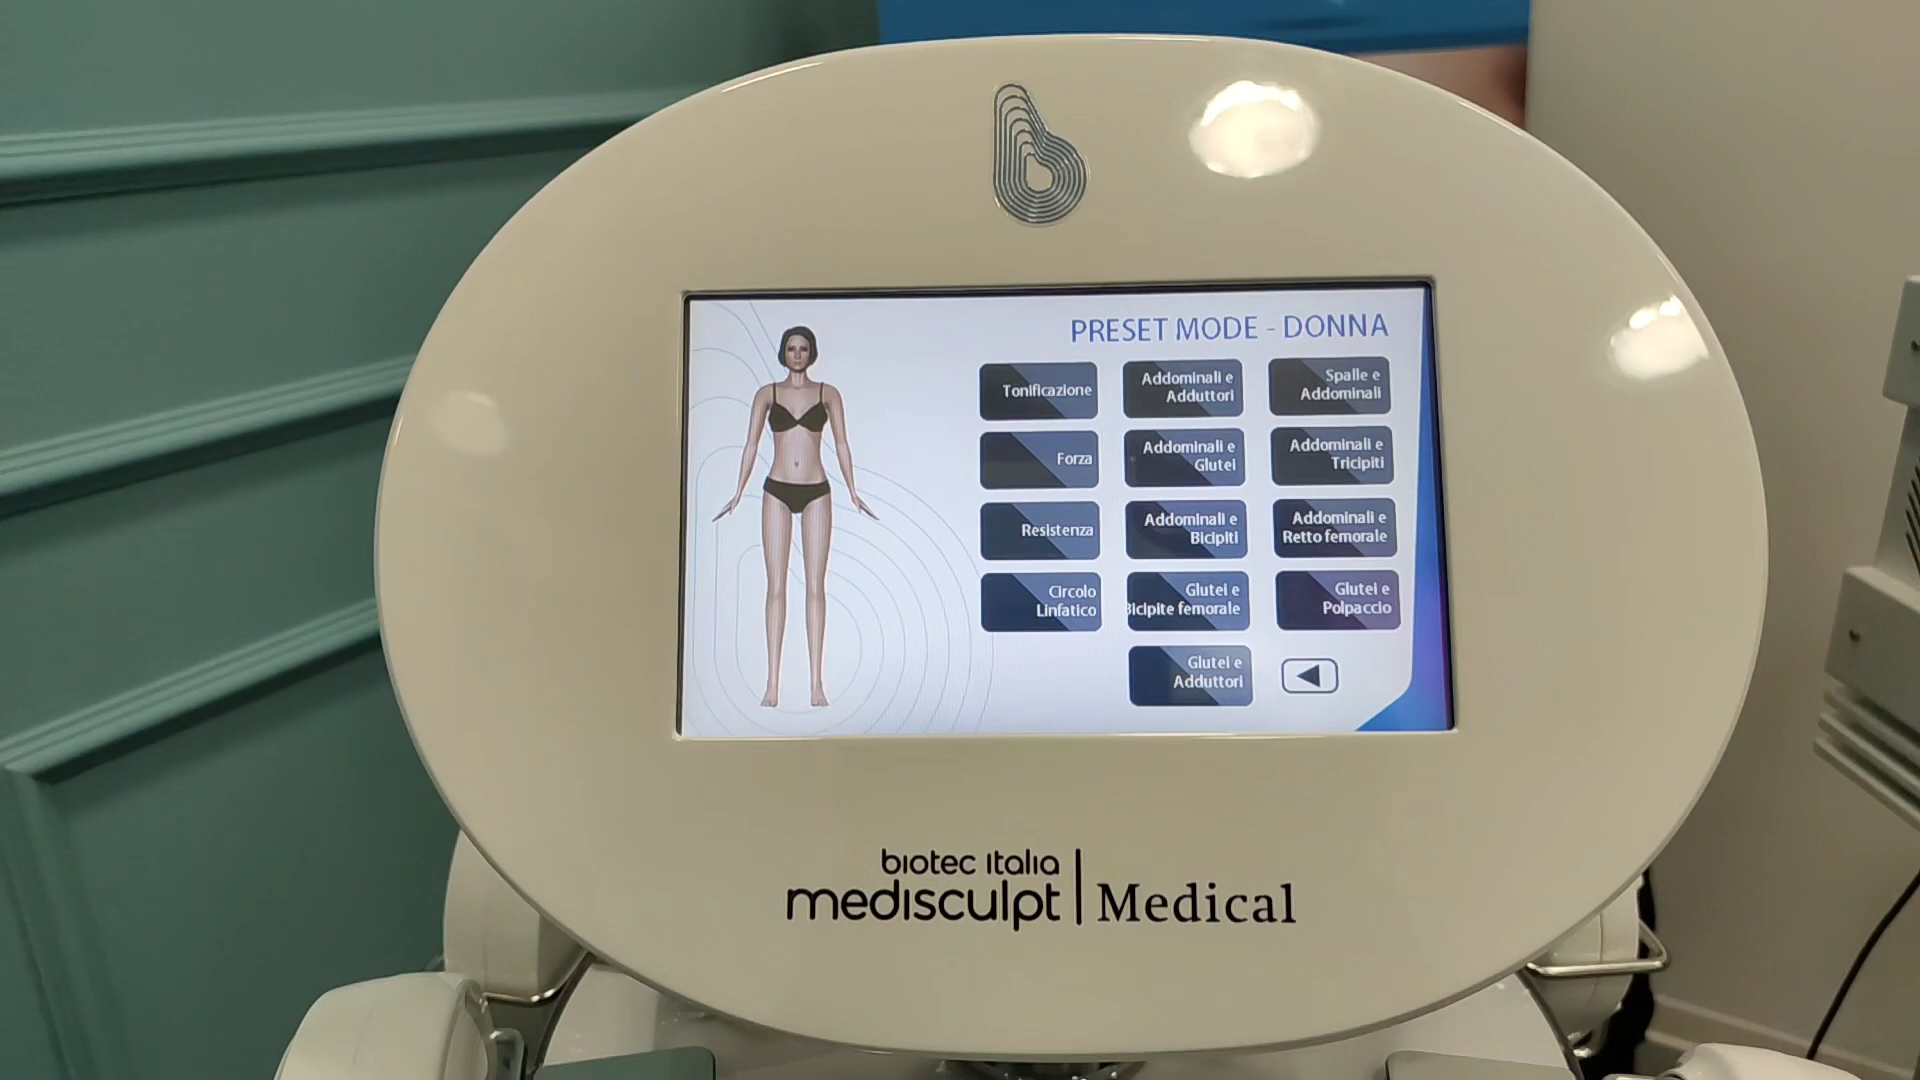 PRESET MODE - DONNA
Tonificazione
Addominali e
Adduttori
Spalle e
Addominali
Forza
Addominali e
Glutei
Addominali e
Tricipiti
Resistenza
Addominali e
Bicipiti
Addominali e
Retto femorale
Circolo
Linfatico
Glutei e
Bicipite femorale
Glutei e
Polpaccio
Glutei e
Adduttori
biotec italia
medisculpt
Medical